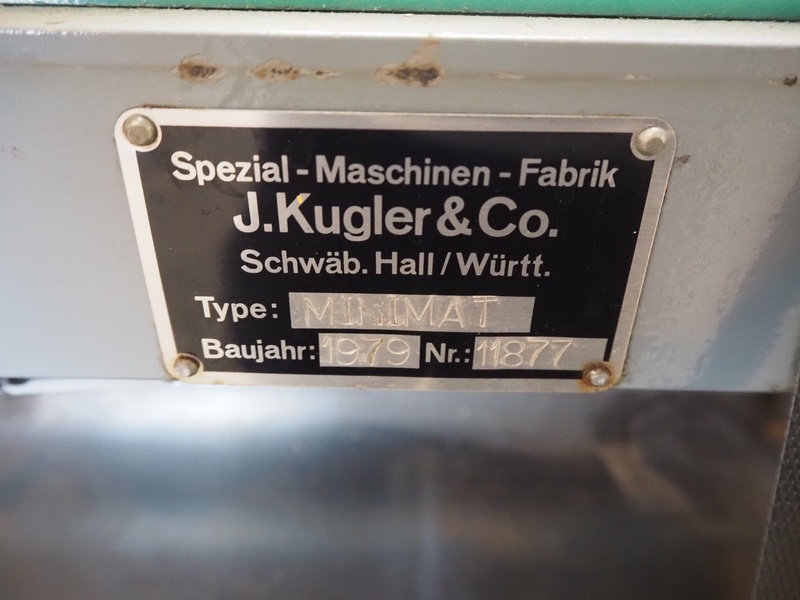 Spezial - Maschinen - Fabrik
J.Kugler & Co.
Schwäb. Hall / Württ.
Type: MINIMAT
Baujahr: 1979 Nr.: 11877